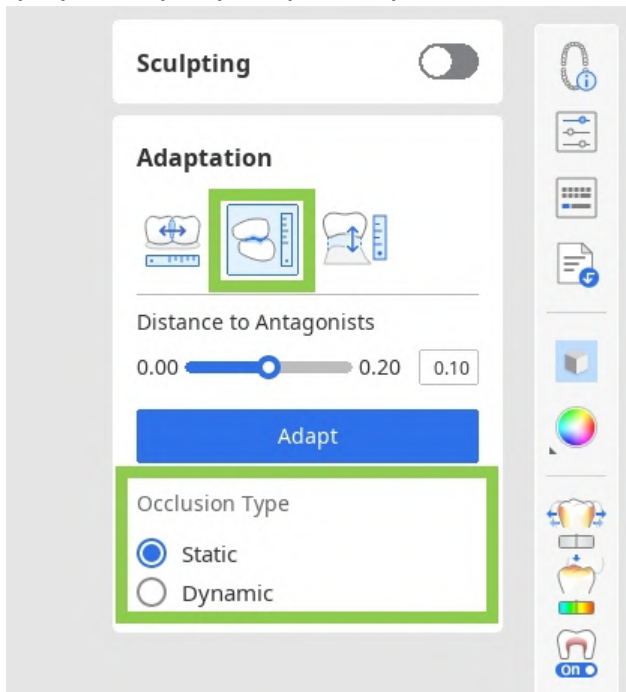 Sculpting
Adaptation
Distance to Antagonists
0.00 0.20 0.10
Adapt
Occlusion Type
Static
Dynamic
On